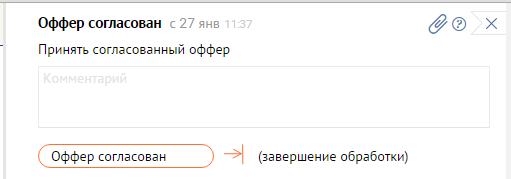 Оффер согласован с 27 янв 11:37
Принять согласованный оффер
Комментарий
Оффер согласован (завершение обработки)